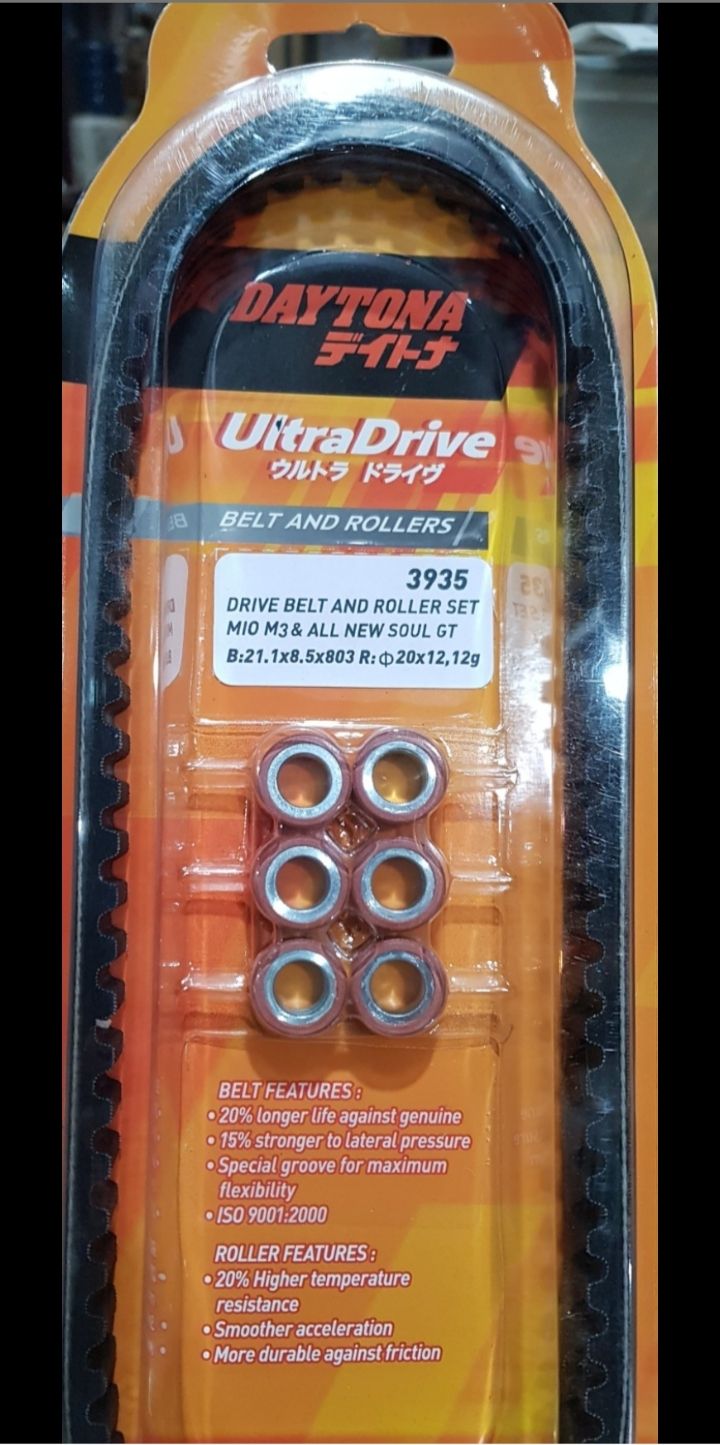 DAYTONA
デイトナ
UltraDrive
ウルトラ ドライヴ
BELT AND ROLLERS
3935
DRIVE BELT AND ROLLER SET
MIO M3 & ALL NEW SOUL GT
B:21.1x8.5x803 R:Φ20x12,12g
BELT FEATURES :
• 20% longer life against genuine
• 15% stronger to lateral pressure
• Special groove for maximum
flexibility
• ISO 9001:2000
ROLLER FEATURES :
• 20% Higher temperature
resistance
• Smoother acceleration
• More durable against friction